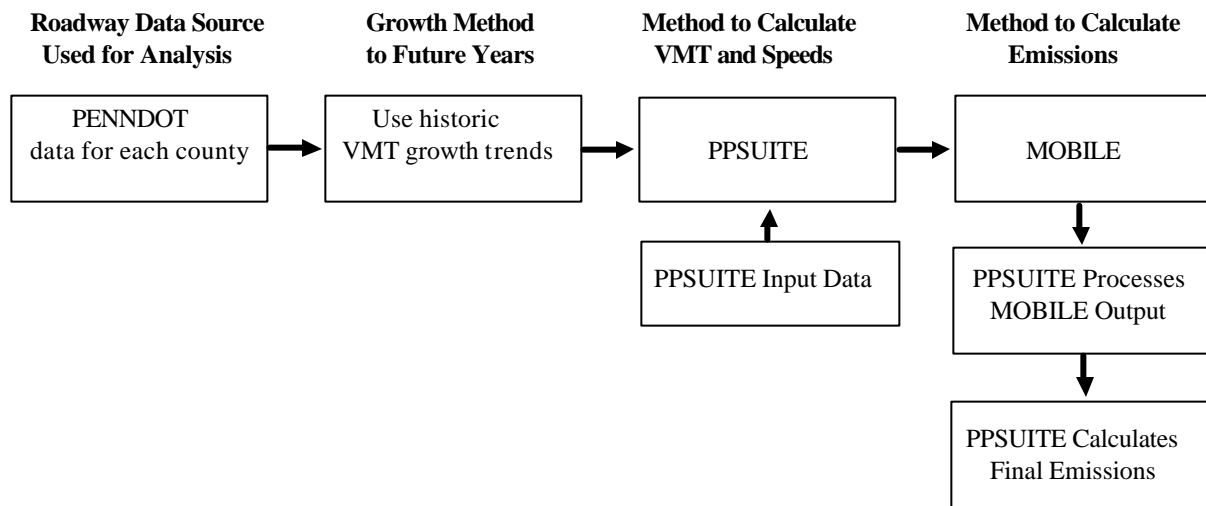 Roadway Data Source
Used for Analysis
Growth Method
to Future Years
Method to Calculate
VMT and Speeds
Method to Calculate
Emissions
PENNDOT
data for each county
Use historic
VMT growth trends
PPSUITE
MOBILE
PPSUITE Input Data
PPSUITE Processes
MOBILE Output
PPSUITE Calculates
Final Emissions